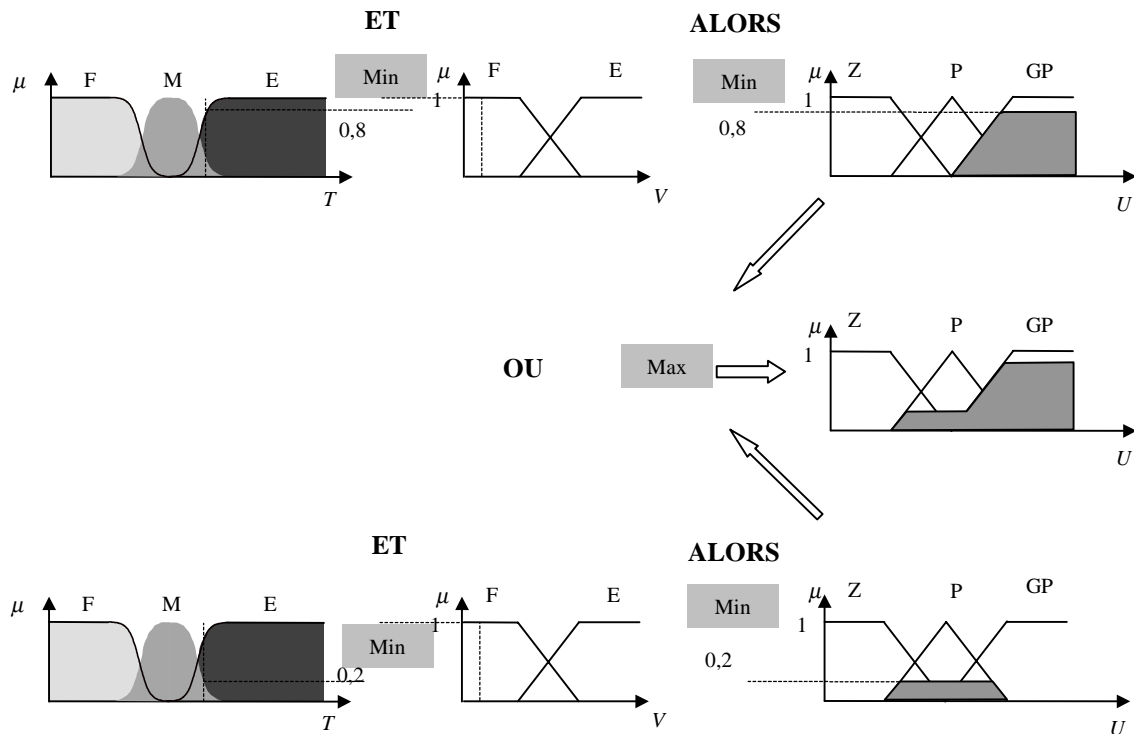 ET ALORS
μ F M E Min μ F E Min μ Z P GP
1 1
0,8 0,8
T V U
μ Z P GP
1
OU Max
U
ET ALORS
μ F M E μ F E Min μ Z P GP
1 1
Min
0,2 0,2
T V U